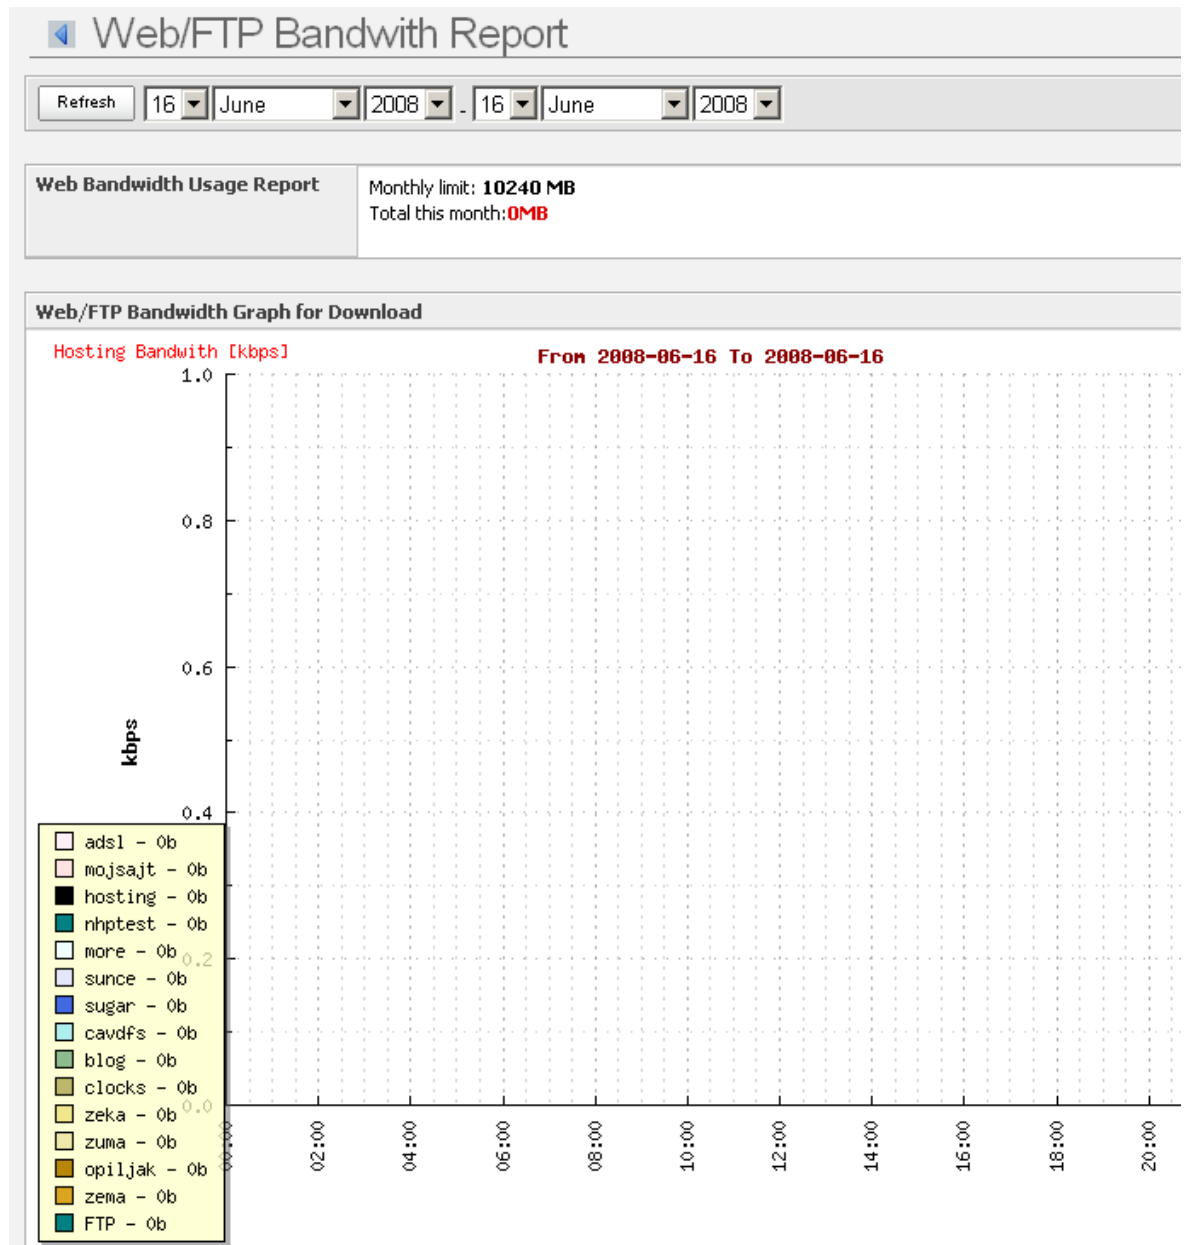 Web/FTP Bandwith Report
Refresh 16 June 2008 - 16 June 2008
Web Bandwidth Usage Report
Monthly limit: 10240 MB
Total this month:0MB
Web/FTP Bandwidth Graph for Download
Hosting Bandwith [kbps]
From 2008-06-16 To 2008-06-16
1.0
0.8
0.6
kbps
0.4
0.2
0.0
adsl - 0b
mojsajt - 0b
hosting - 0b
nhptest - 0b
more - 0b
sunce - 0b
sugar - 0b
cavdfs - 0b
blog - 0b
clocks - 0b
zeka - 0b
zuma - 0b
opiljak - 0b
zema - 0b
FTP - 0b
00:00 02:00 04:00 06:00 08:00 10:00 12:00 14:00 16:00 18:00 20:00